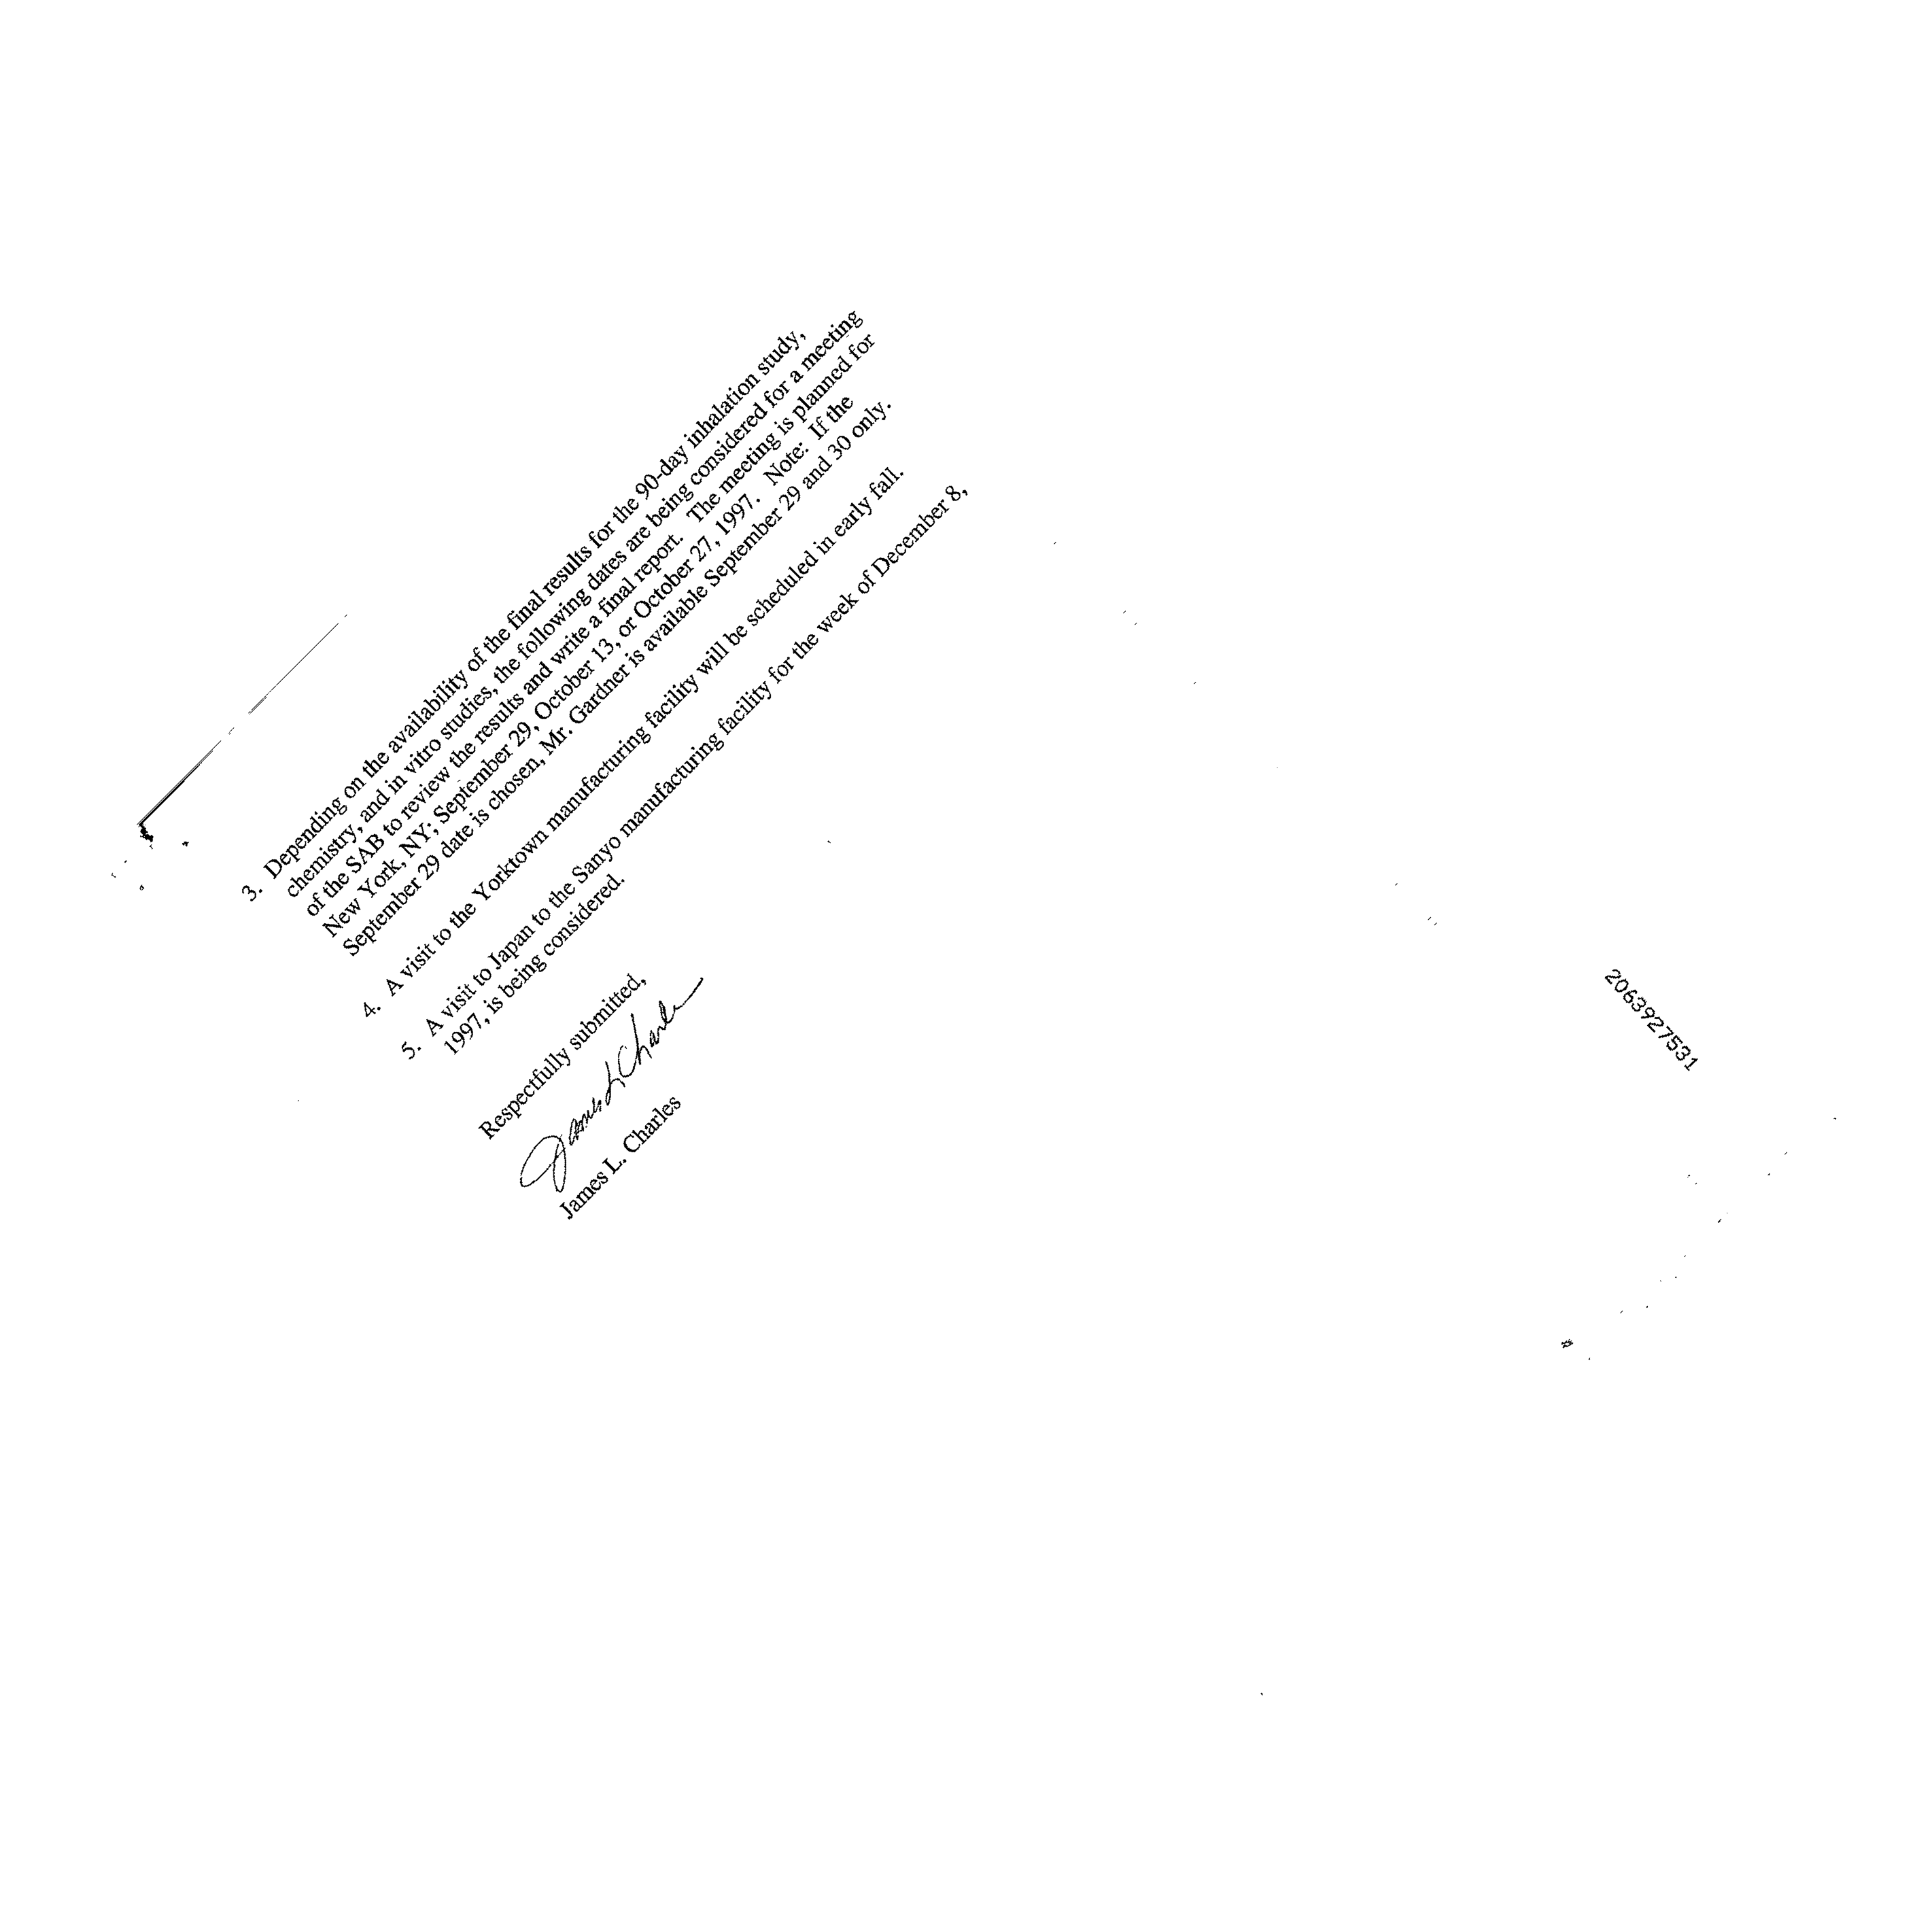 3. Depending on the availability of the final results for the 90-day inhalation study,
chemistry, and in vitro studies, the following dates are being considered for a meeting
of the SAB to review the results and write a final report. The meeting is planned for
New York, NY; September 29, October 13, or October 27, 1997. Note: If the
September 29 date is chosen, Mr. Gardner is available September 29 and 30 only.
4. A visit to the Yorktown manufacturing facility will be scheduled in early fall.
5. A visit to Japan to the Sanyo manufacturing facility for the week of December 8,
1997, is being considered.
Respectfully submitted,
James L Charles
James L. Charles
2063927531